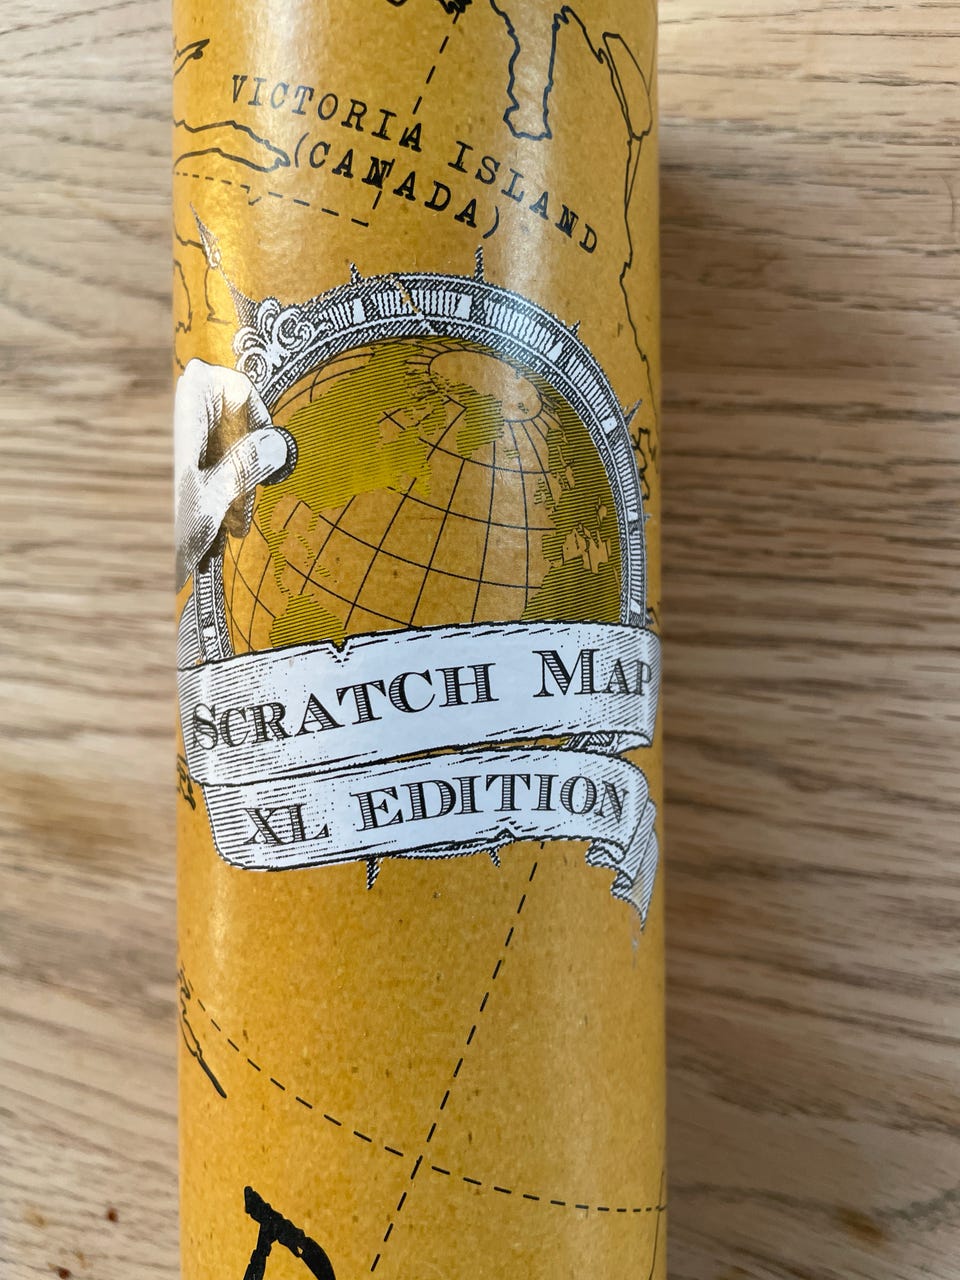 VICTORIA ISLAND
(CANADA)
SCRATCH MAP
XL EDITION